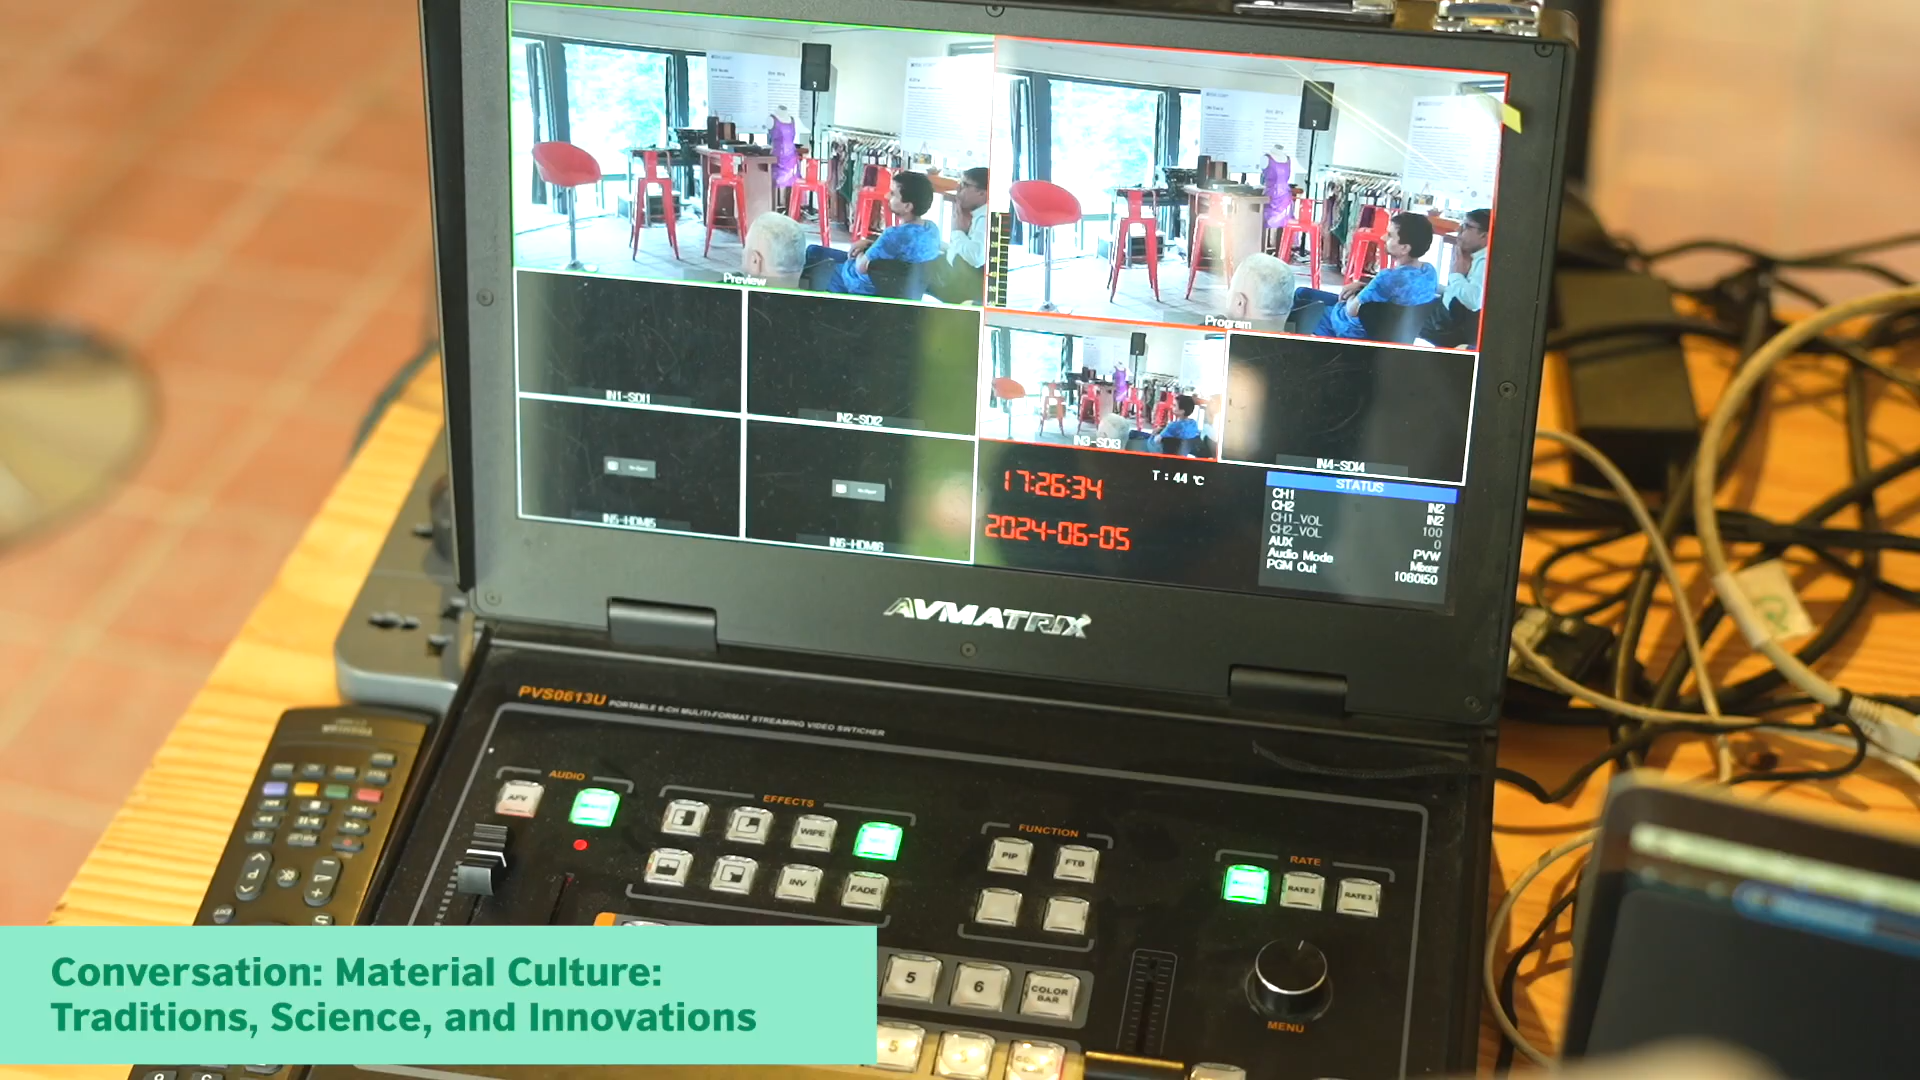 Preview
Program
IN1-SDI1
IN2-SDI2
IN3-SDI3
IN4-SDI4
IN5-HDMI5
IN6-HDMI6
17:26:34
T : 44 ℃
2024-06-05
STATUS
CH1 IN2
CH2 IN2
CH1_VOL 100
CH2_VOL 0
AUX PVW
Audio Mode Mixer
PGM Out 1080I50
AVMATRIX
PVS0613U PORTABLE 6-CH MULITI-FORMAT STREAMING VIDEO SWTICHER
AUDIO
AFV
EFFECTS
WIPE
INV
FADE
FUNCTION
PIP
FTB
RATE
RATE2
RATE3
5
6
COLOR BAR
MENU
5
Conversation: Material Culture:
Traditions, Science, and Innovations